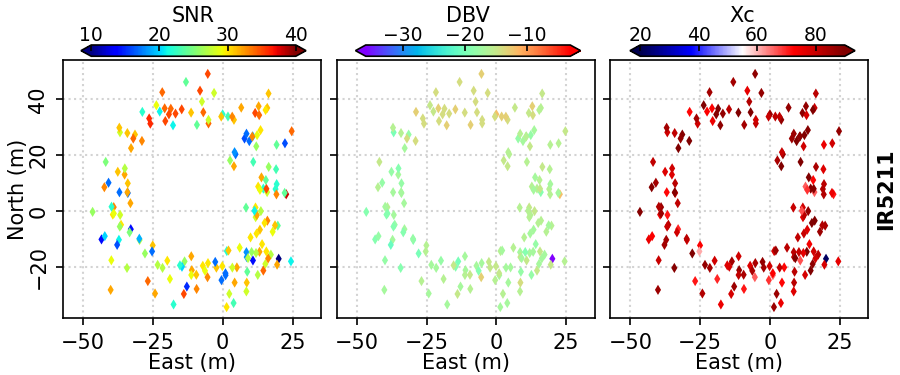 SNR DBV Xc
10 20 30 40 −30 −20 −10 20 40 60 80
North (m)
40
20
0
−20
IR5211
−50 −25 0 25 −50 −25 0 25 −50 −25 0 25
East (m) East (m) East (m)